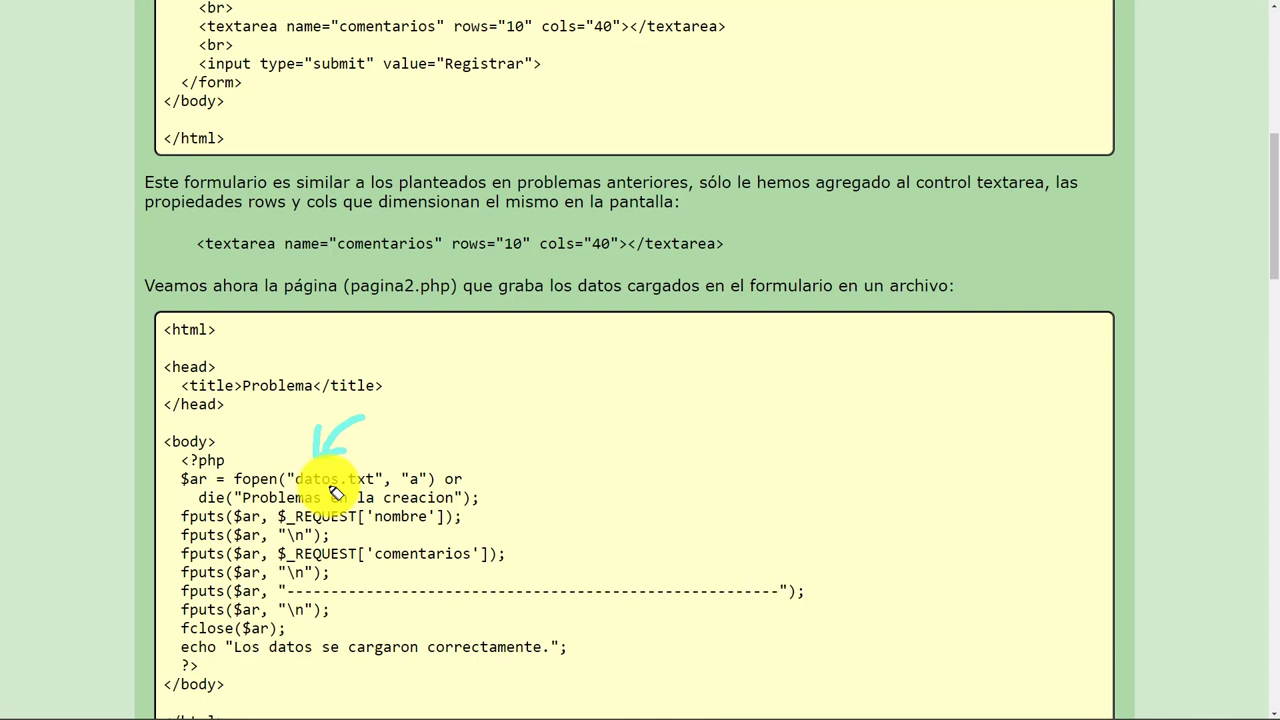 <br>
<textarea name="comentarios" rows="10" cols="40"></textarea>
<br>
<input type="submit" value="Registrar">
</form>
</body>
</html>
Este formulario es similar a los planteados en problemas anteriores, sólo le hemos agregado al control textarea, las
propiedades rows y cols que dimensionan el mismo en la pantalla:
<textarea name="comentarios" rows="10" cols="40"></textarea>
Veamos ahora la página (pagina2.php) que graba los datos cargados en el formulario en un archivo:
<html>
<head>
<title>Problema</title>
</head>
<body>
<?php
$ar = fopen("datos.txt", "a") or
die("Problemas en la creacion");
fputs($ar, $_REQUEST['nombre']);
fputs($ar, "\n");
fputs($ar, $_REQUEST['comentarios']);
fputs($ar, "\n");
fputs($ar, "--------------------------------------------------------");
fputs($ar, "\n");
fclose($ar);
echo "Los datos se cargaron correctamente.";
?>
</body>
</html>